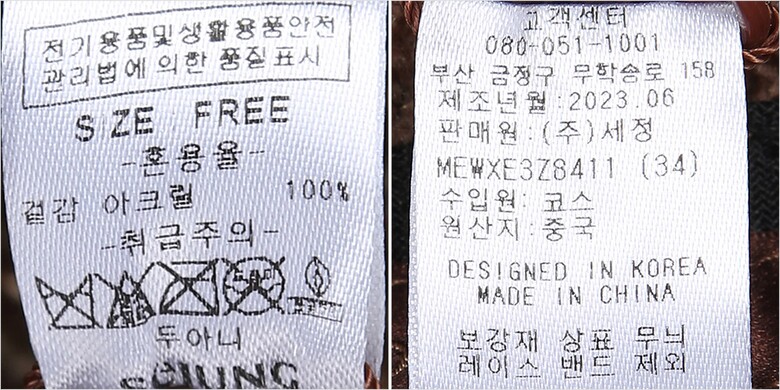 전기용품및생활용품안전
관리법에 의한 품질표시
SIZE FREE
-혼용율-
겉감 아크릴 100%
-취급주의-
두아니
고객센터
080-051-1001
부산 금정구 무학송로 158
제조년월:2023.06
판매원:(주)세정
MEWXE3Z8411 (34)
수입원: 코스
원산지: 중국
DESIGNED IN KOREA
MADE IN CHINA
보강재 상표 무늬
레이스 밴드 제외